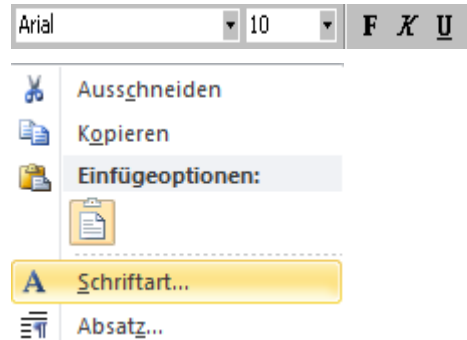 Arial 10 F K U
Ausschneiden
Kopieren
Einfügeoptionen:
Schriftart...
Absatz...